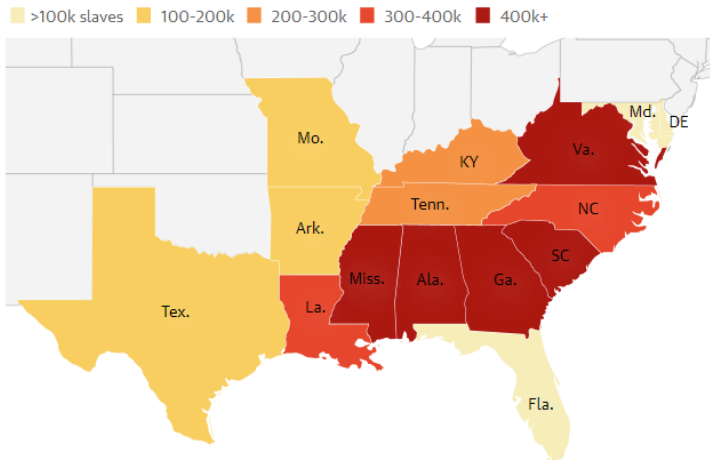 >100k slaves 100-200k 200-300k 300-400k 400k+
Md.
DE
Mo.
KY
Va.
Tenn.
NC
Ark.
SC
Miss.
Ala.
Ga.
La.
Tex.
Fla.